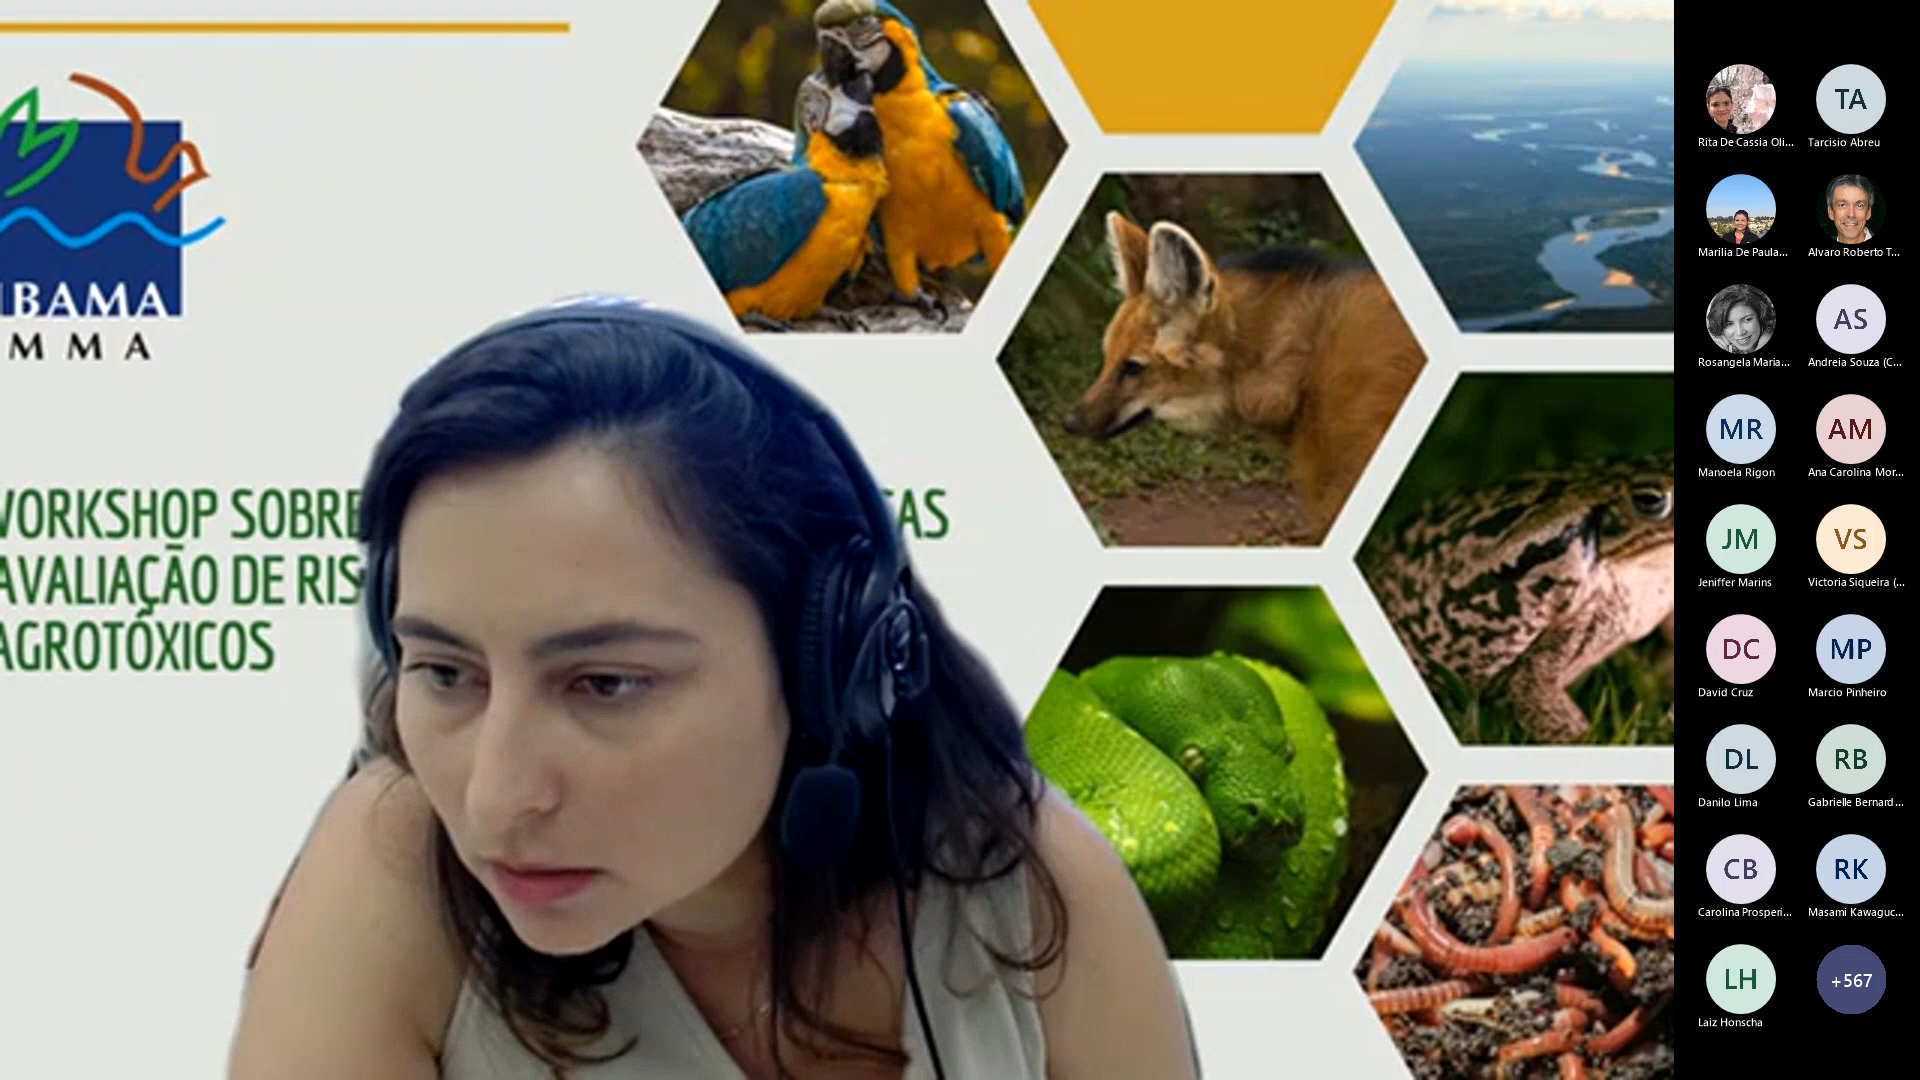 IBAMA
MMA
WORKSHOP SOBRE
AS
AVALIAÇÃO DE RIS
AGROTÓXICOS
Rita De Cassia Oli...
TA
Tarcisio Abreu
Marilia De Paula...
Alvaro Roberto T...
Rosangela Maria...
AS
Andreia Souza (C...
MR
Manoela Rigon
AM
Ana Carolina Mor...
JM
Jeniffer Marins
VS
Victoria Siqueira (...
DC
David Cruz
MP
Marcio Pinheiro
DL
Danilo Lima
RB
Gabrielle Bernard...
CB
Carolina Prosperi...
RK
Masami Kawaguc...
LH
Laiz Honscha
+567